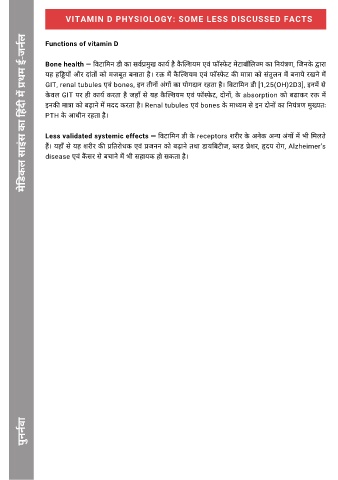 VITAMIN D PHYSIOLOGY: SOME LESS DISCUSSED FACTS
मेडिकल साइंस का हिंदी में प्रथम ई-जर्नल
पुनर्नवा
Functions of vitamin D
Bone health — विटामिन डी का सर्वप्रमुख कार्य है कैल्शियम एवं फॉस्फेट मेटाबोलिज्म का नियंत्रण, जिनके द्वारा
यह हड्डियों और दांतों को मजबूत बनाता है। रक्त में कैल्शियम एवं फॉस्फेट की मात्रा को संतुलन में बनाये रखने में
GIT, renal tubules एवं bones, इन तीनों अंगों का योगदान रहता है। विटामिन डी [1,25(OH)2D3], इनमें से
केवल GIT पर ही कार्य करता है जहाँ से यह कैल्शियम एवं फॉस्फेट, दोनों, के absorption को बढ़ाकर रक्त में
इनकी मात्रा को बढ़ाने में मदद करता है। Renal tubules एवं bones के माध्यम से इन दोनों का नियंत्रण मुख्यतः
PTH के आधीन रहता है।
Less validated systemic effects — विटामिन डी के receptors शरीर के अनेक अन्य अंगों में भी मिलते
हैं। यहाँ से यह शरीर की प्रतिरोधक एवं प्रजनन को बढ़ाने तथा डायबिटीज, ब्लड प्रेशर, हृदय रोग, Alzheimer's
disease एवं कैंसर से बचाने में भी सहायक हो सकता है।